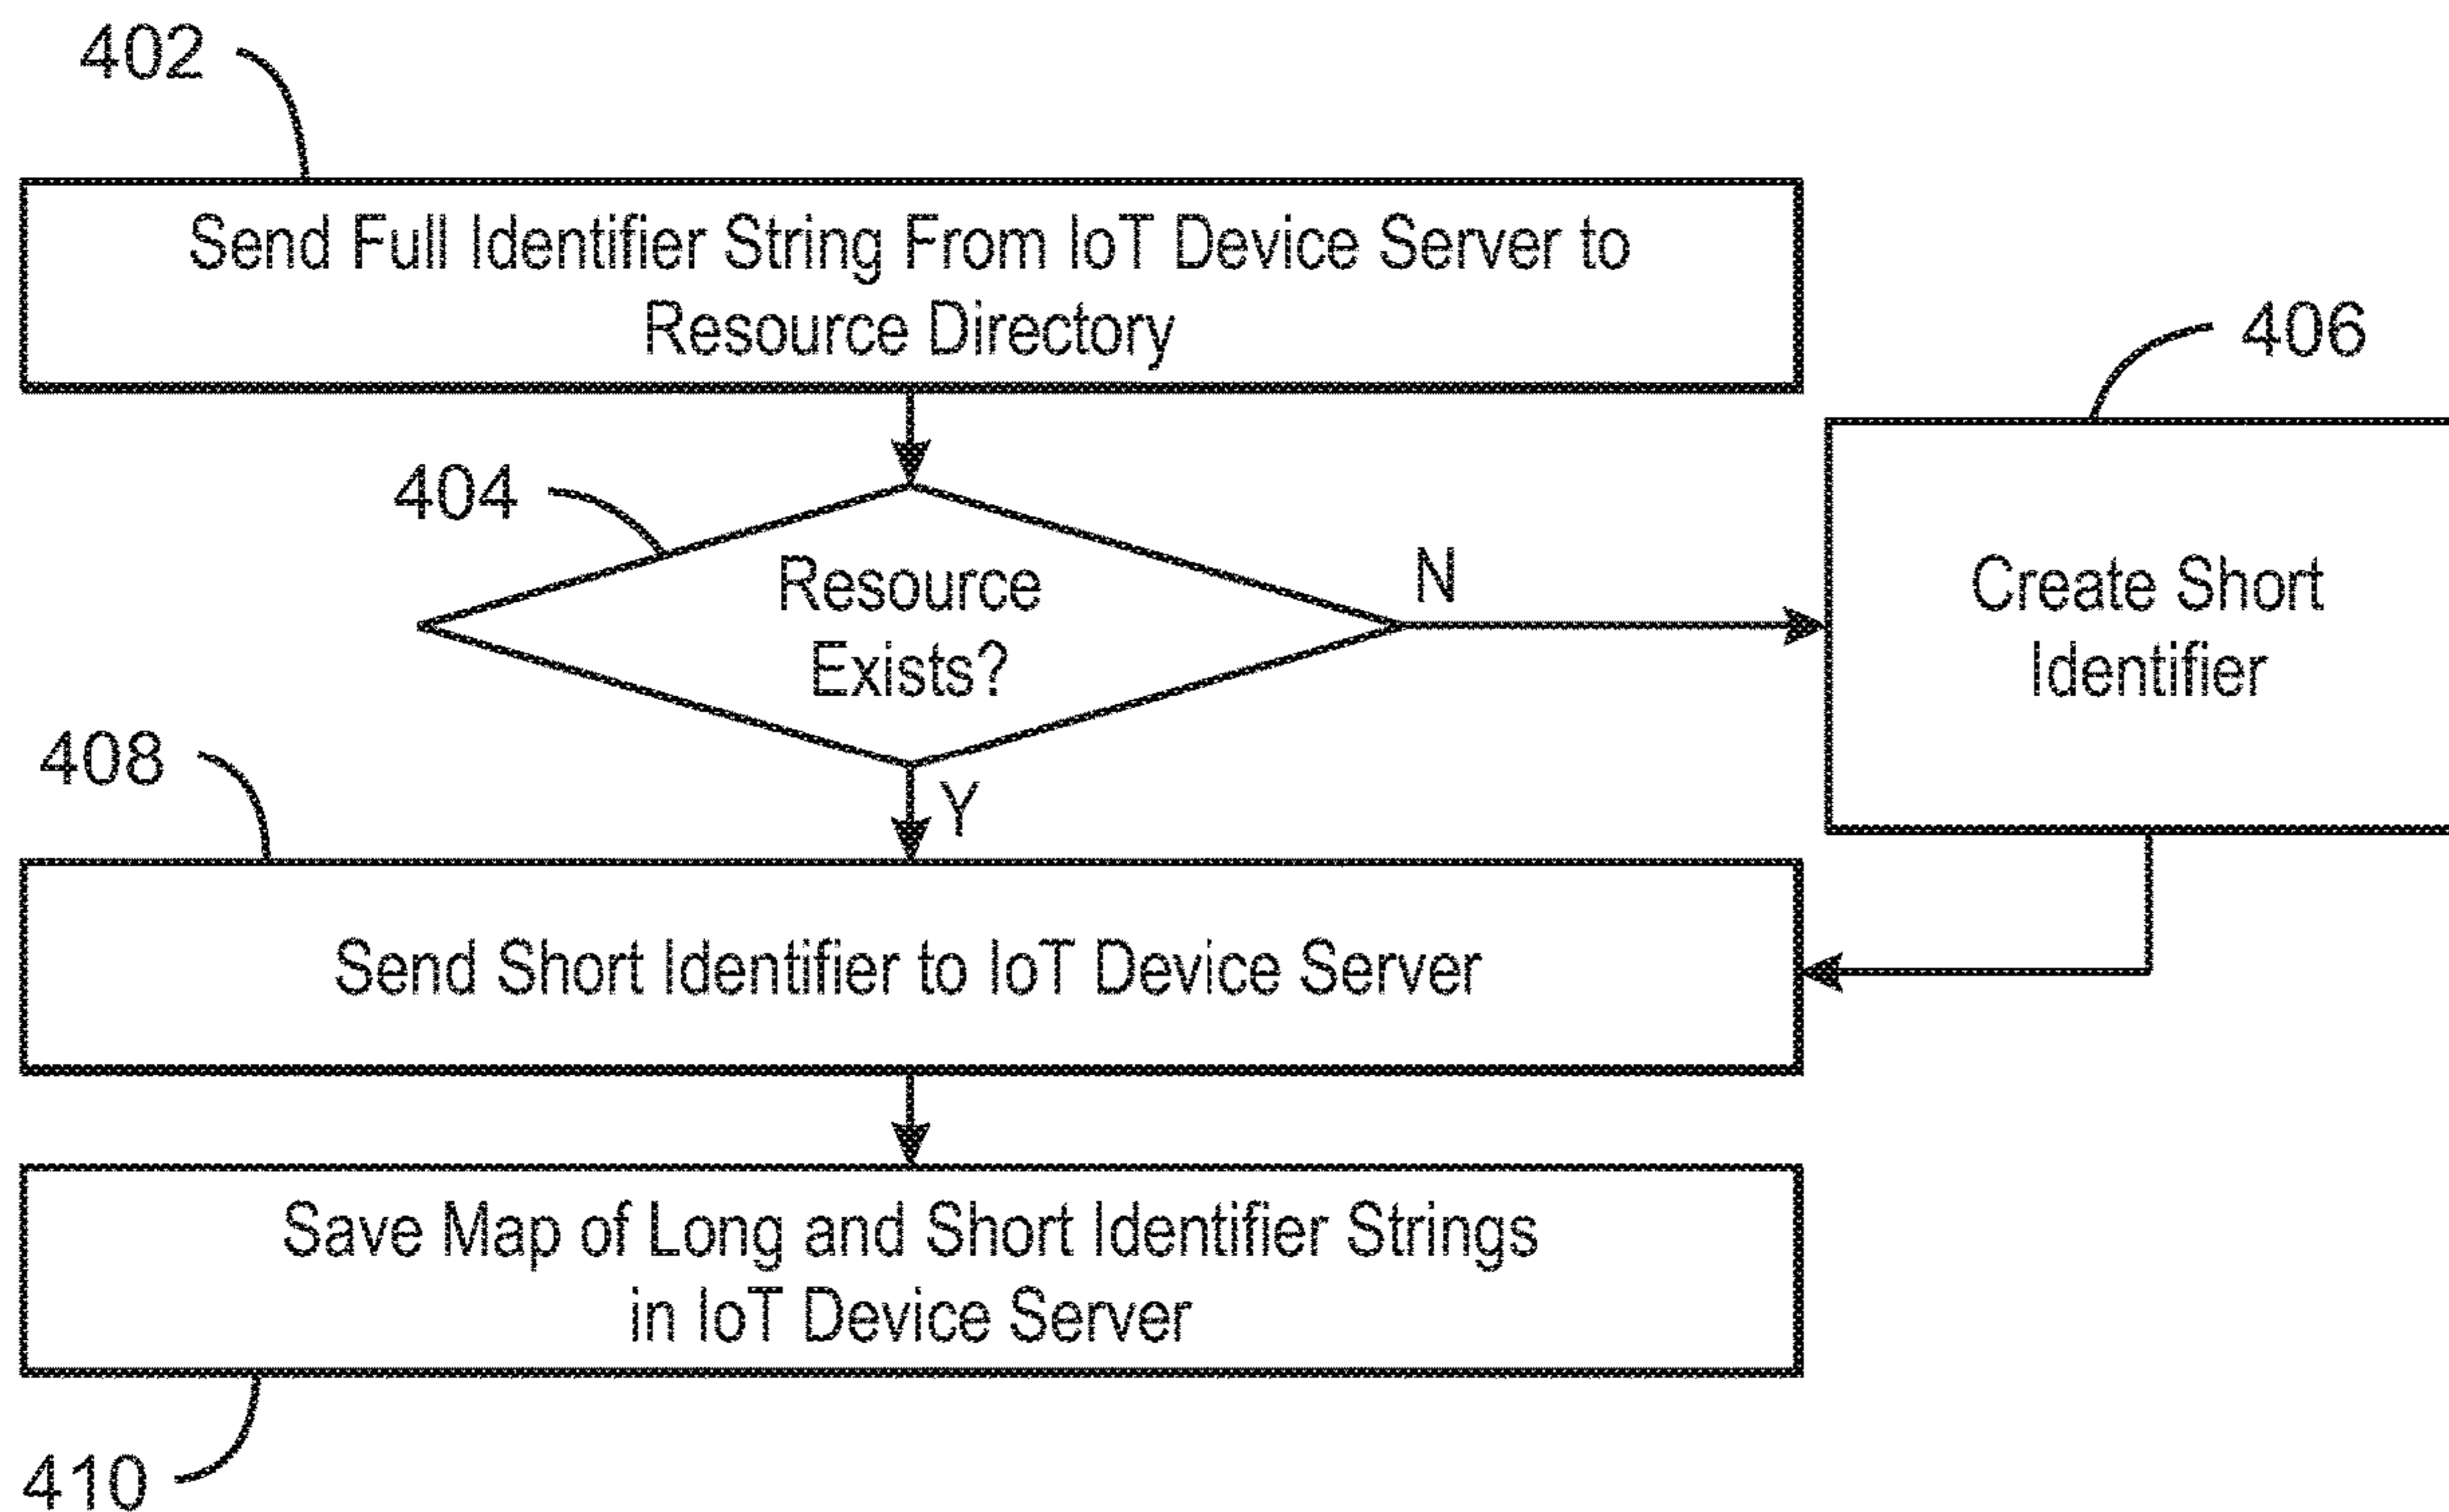 402
Send Full Identifier String From IoT Device Server to
Resource Directory
406
404
Resource
Exists?
N
Create Short
Identifier
408
Y
Send Short Identifier to IoT Device Server
Save Map of Long and Short Identifier Strings
in IoT Device Server
410